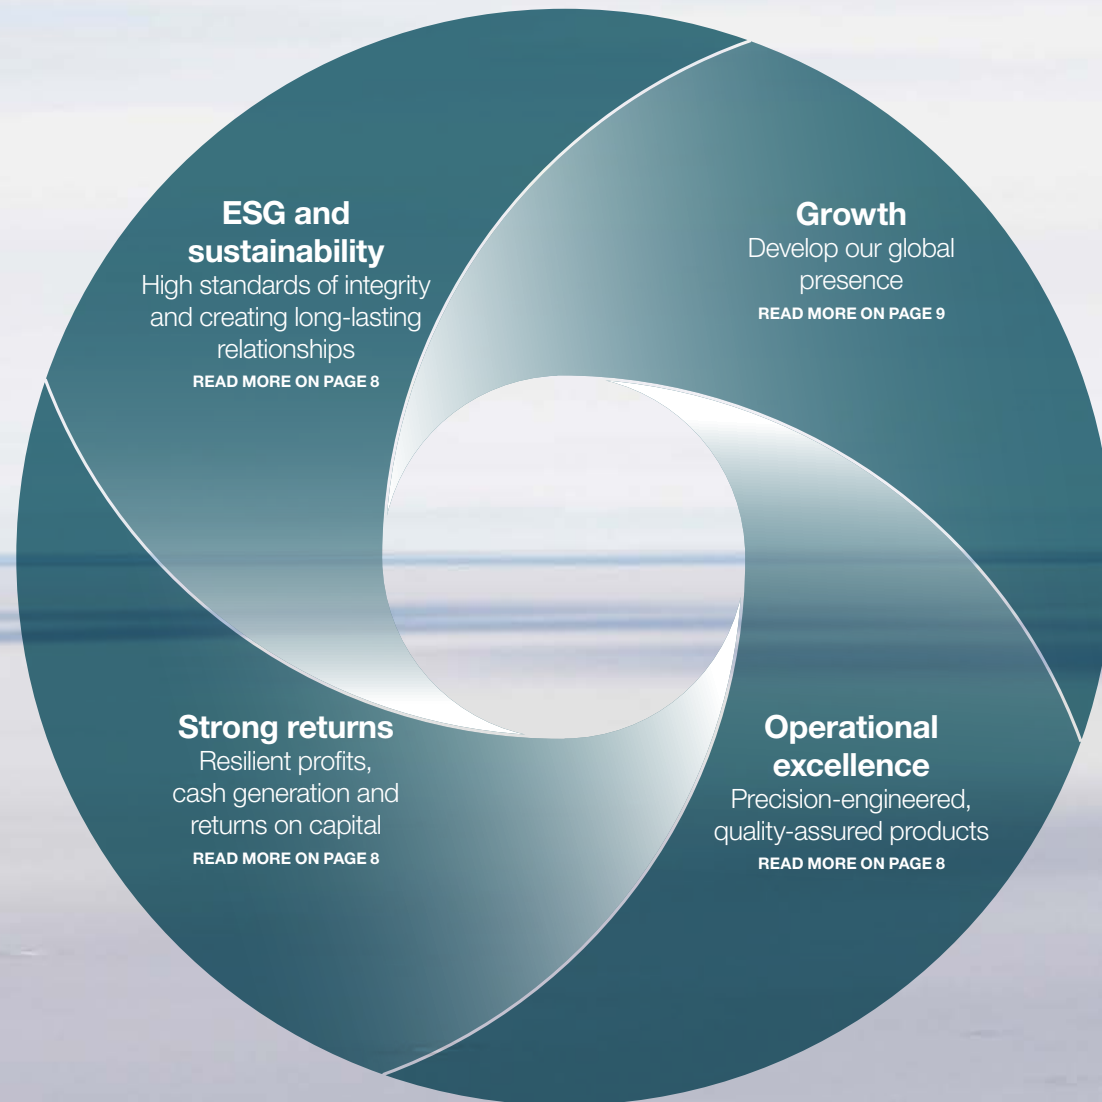 ESG and
sustainability
High standards of integrity
and creating long-lasting
relationships
READ MORE ON PAGE 8
Growth
Develop our global
presence
READ MORE ON PAGE 9
Strong returns
Resilient profits,
cash generation and
returns on capital
READ MORE ON PAGE 8
Operational
excellence
Precision-engineered,
quality-assured products
READ MORE ON PAGE 8